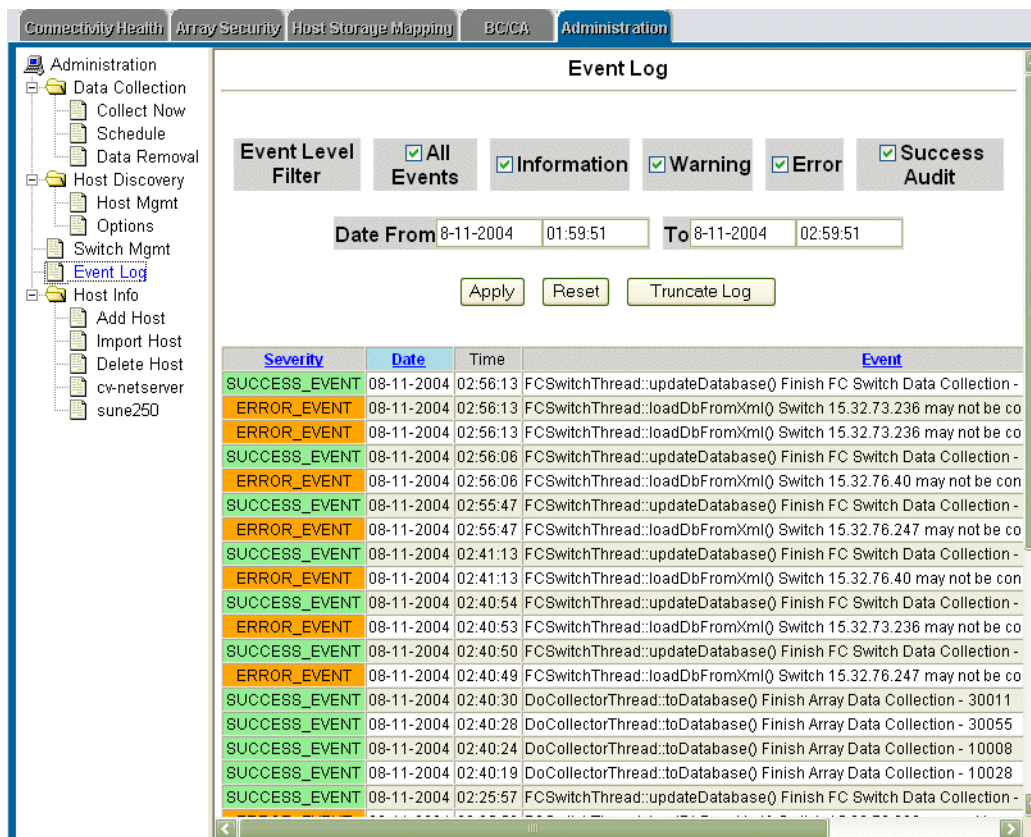 Connectivity Health Array Security Host Storage Mapping BC/CA Administration
Administration
Data Collection
Collect Now
Schedule
Data Removal
Host Discovery
Host Mgmt
Options
Switch Mgmt
Event Log
Host Info
Add Host
Import Host
Delete Host
cv-netserver
sune250
Event Log
Event Level Filter All Events Information Warning Error Success Audit
Date From 8-11-2004 01:59:51 To 8-11-2004 02:59:51
Apply Reset Truncate Log
Severity Date Time Event
SUCCESS_EVENT 08-11-2004 02:56:13 FCSwitchThread::updateDatabase() Finish FC Switch Data Collection -
ERROR_EVENT 08-11-2004 02:56:13 FCSwitchThread::loadDbFromXml() Switch 15.32.73.236 may not be co
ERROR_EVENT 08-11-2004 02:56:13 FCSwitchThread::loadDbFromXml() Switch 15.32.73.236 may not be co
SUCCESS_EVENT 08-11-2004 02:56:06 FCSwitchThread::updateDatabase() Finish FC Switch Data Collection -
ERROR_EVENT 08-11-2004 02:56:06 FCSwitchThread::loadDbFromXml() Switch 15.32.76.40 may not be con
SUCCESS_EVENT 08-11-2004 02:55:47 FCSwitchThread::updateDatabase() Finish FC Switch Data Collection -
ERROR_EVENT 08-11-2004 02:55:47 FCSwitchThread::loadDbFromXml() Switch 15.32.76.247 may not be co
SUCCESS_EVENT 08-11-2004 02:41:13 FCSwitchThread::updateDatabase() Finish FC Switch Data Collection -
ERROR_EVENT 08-11-2004 02:41:13 FCSwitchThread::loadDbFromXml() Switch 15.32.76.40 may not be con
SUCCESS_EVENT 08-11-2004 02:40:54 FCSwitchThread::updateDatabase() Finish FC Switch Data Collection -
ERROR_EVENT 08-11-2004 02:40:53 FCSwitchThread::loadDbFromXml() Switch 15.32.73.236 may not be co
SUCCESS_EVENT 08-11-2004 02:40:50 FCSwitchThread::updateDatabase() Finish FC Switch Data Collection -
ERROR_EVENT 08-11-2004 02:40:49 FCSwitchThread::loadDbFromXml() Switch 15.32.76.247 may not be co
SUCCESS_EVENT 08-11-2004 02:40:30 DoCollectorThread::toDatabase() Finish Array Data Collection - 30011
SUCCESS_EVENT 08-11-2004 02:40:28 DoCollectorThread::toDatabase() Finish Array Data Collection - 30055
SUCCESS_EVENT 08-11-2004 02:40:24 DoCollectorThread::toDatabase() Finish Array Data Collection - 10008
SUCCESS_EVENT 08-11-2004 02:40:19 DoCollectorThread::toDatabase() Finish Array Data Collection - 10028
SUCCESS_EVENT 08-11-2004 02:25:57 FCSwitchThread::updateDatabase() Finish FC Switch Data Collection -